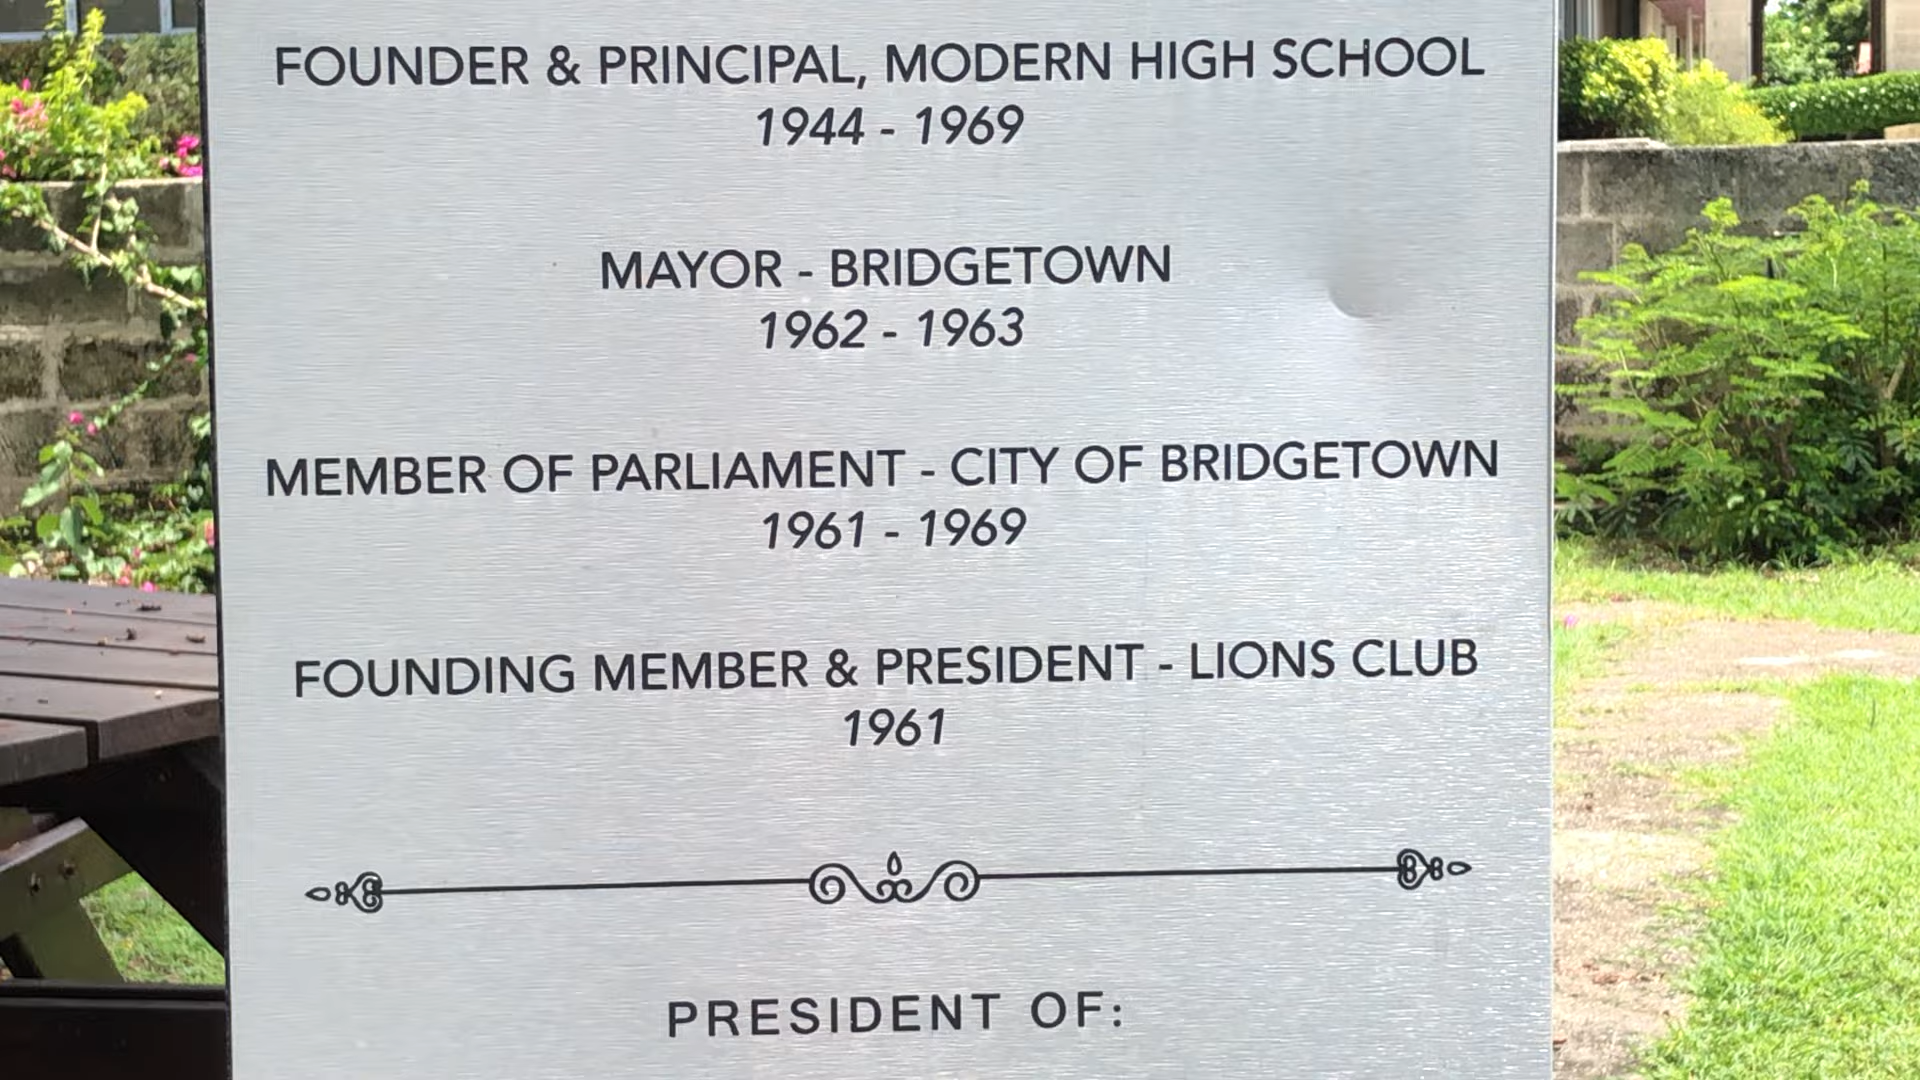 FOUNDER & PRINCIPAL, MODERN HIGH SCHOOL
1944 - 1969
MAYOR - BRIDGETOWN
1962 - 1963
MEMBER OF PARLIAMENT - CITY OF BRIDGETOWN
1961 - 1969
FOUNDING MEMBER & PRESIDENT - LIONS CLUB
1961
PRESIDENT OF: